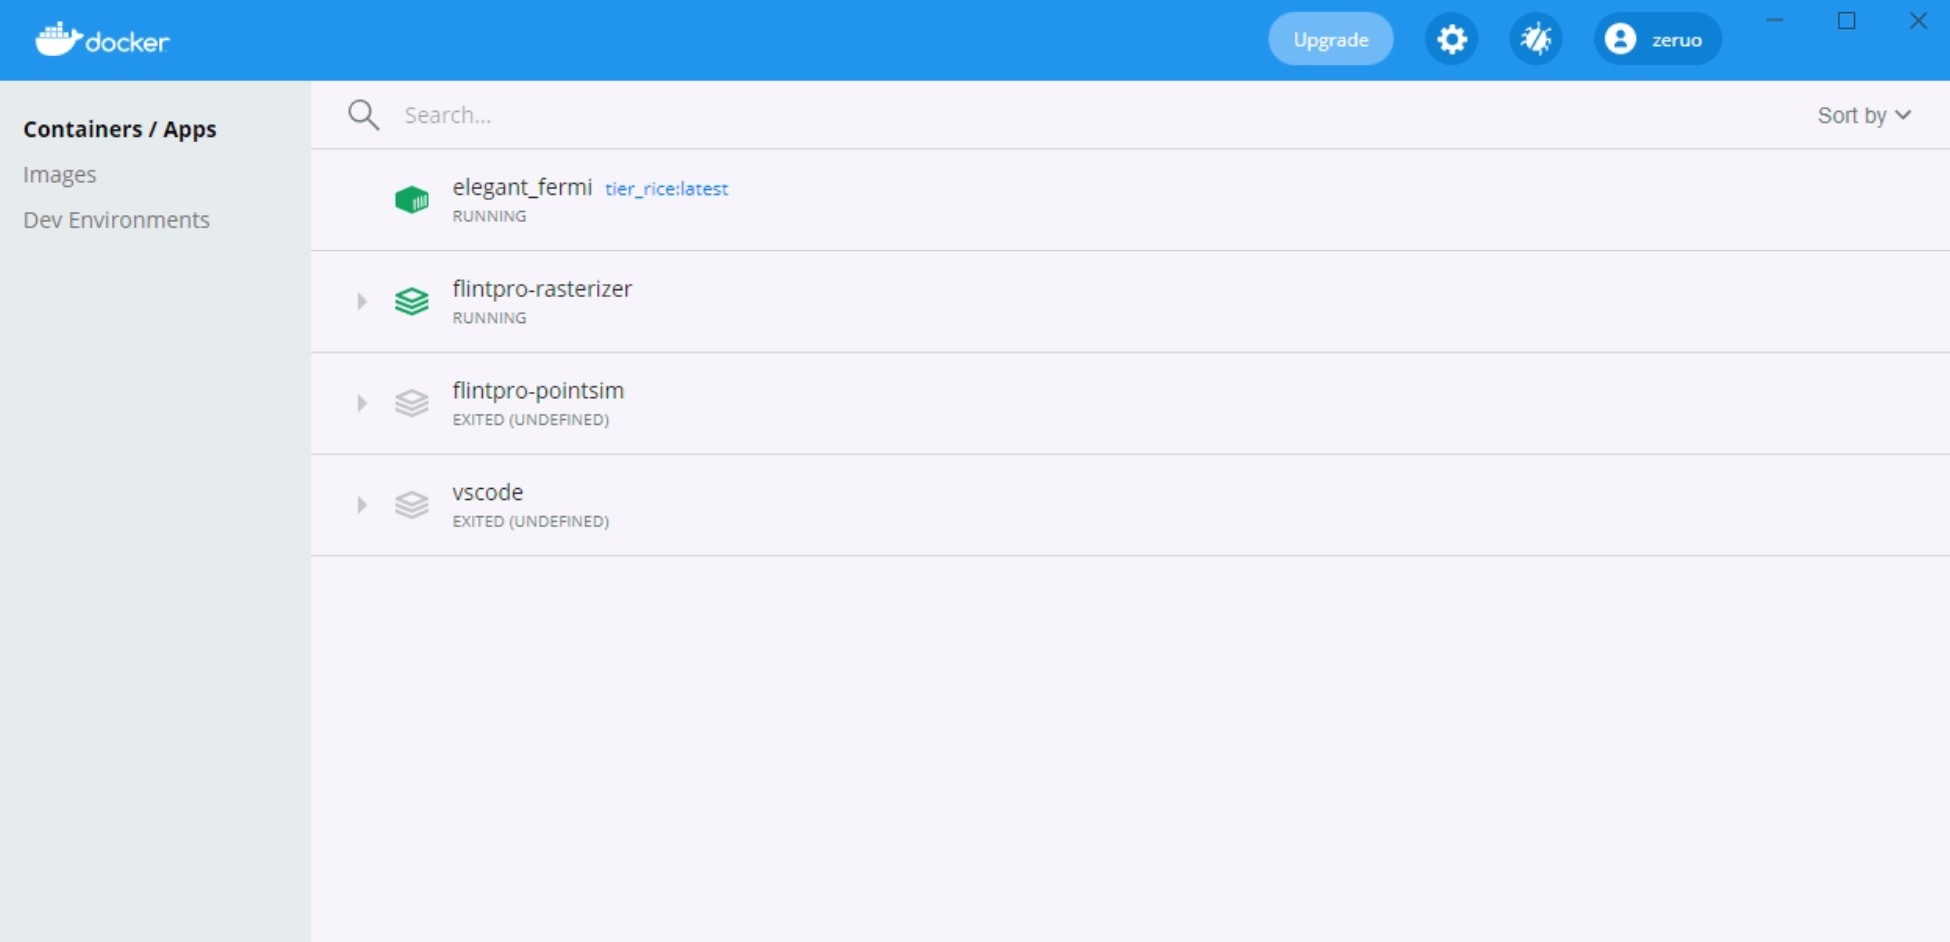 docker
Upgrade
zeruo
Containers / Apps
Images
Dev Environments
Search...
Sort by
elegant_fermi tier_rice:latest
RUNNING
flintpro-rasterizer
RUNNING
flintpro-pointsim
EXITED (UNDEFINED)
vscode
EXITED (UNDEFINED)